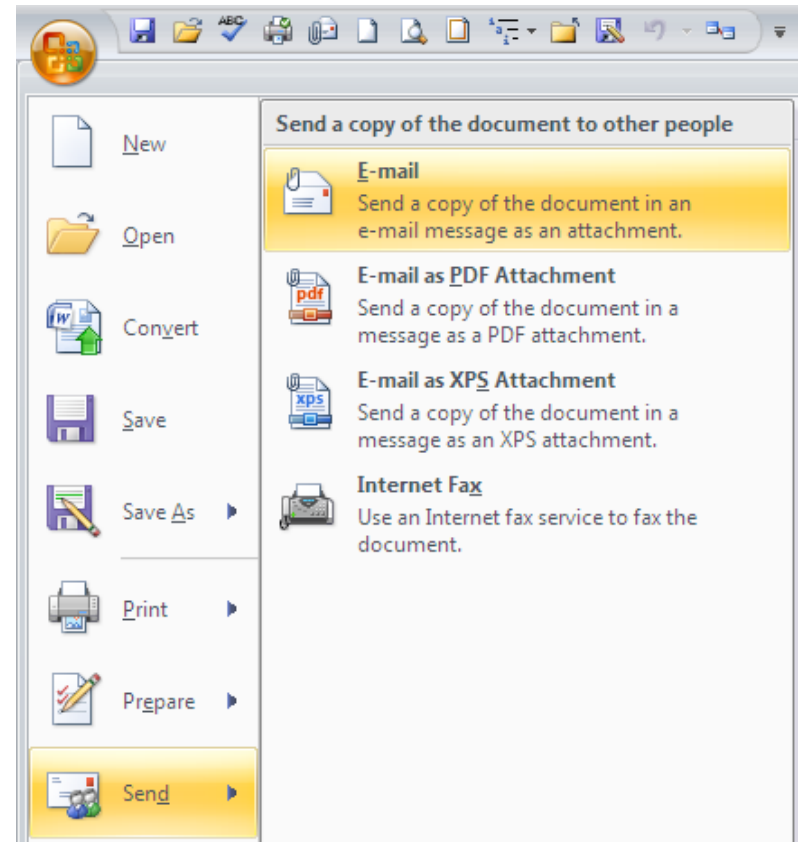 ABC
New
Open
Convert
Save
Save As
Print
Prepare
Send
Send a copy of the document to other people
E-mail
Send a copy of the document in an
e-mail message as an attachment.
pdf
E-mail as PDF Attachment
Send a copy of the document in a
message as a PDF attachment.
xps
E-mail as XPS Attachment
Send a copy of the document in a
message as an XPS attachment.
Internet Fax
Use an Internet fax service to fax the
document.